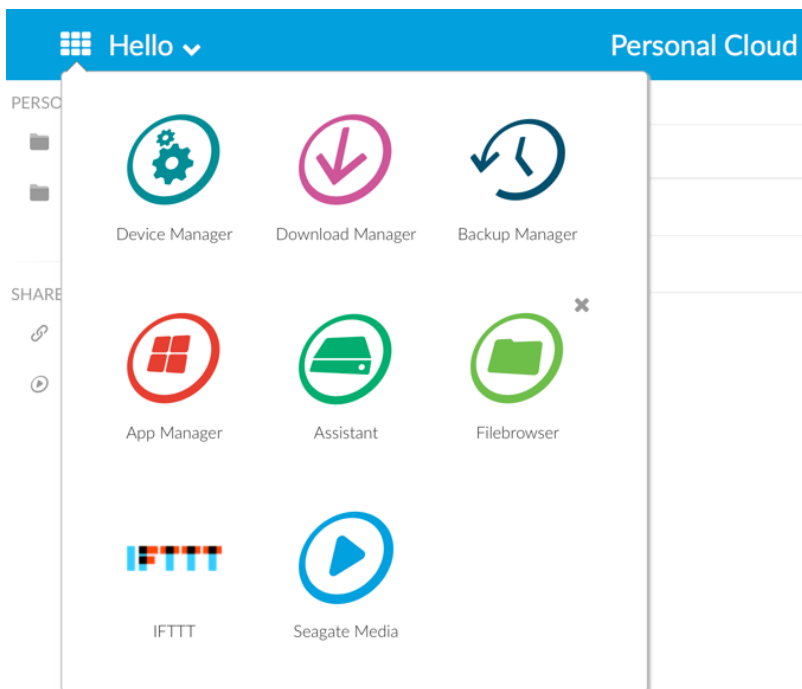 Hello
Personal Cloud
PERSO
Device Manager
Download Manager
Backup Manager
SHARE
App Manager
Assistant
Filebrowser
IFTTT
IFTTT
Seagate Media